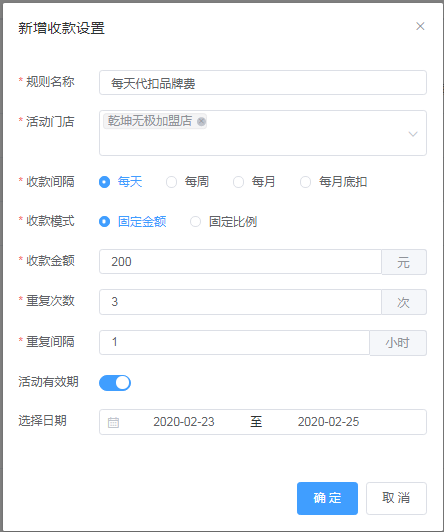 新增收款设置
* 规则名称 每天代扣品牌费
* 活动门店 乾坤无极加盟店
* 收款间隔 每天 每周 每月 每月底扣
* 收款模式 固定金额 固定比例
* 收款金额 200 元
* 重复次数 3 次
* 重复间隔 1 小时
活动有效期
选择日期 2020-02-23 至 2020-02-25
确 定 取 消